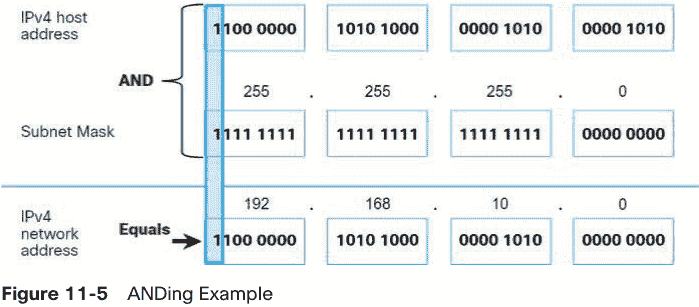 IPv4 host
address
1100 0000 1010 1000 0000 1010 0000 1010
AND
255 . 255 . 255 . 0
Subnet Mask
1111 1111 1111 1111 1111 1111 0000 0000
192 . 168 . 10 . 0
IPv4
network
address
Equals
1100 0000 1010 1000 0000 1010 0000 0000
Figure 11-5 ANDing Example